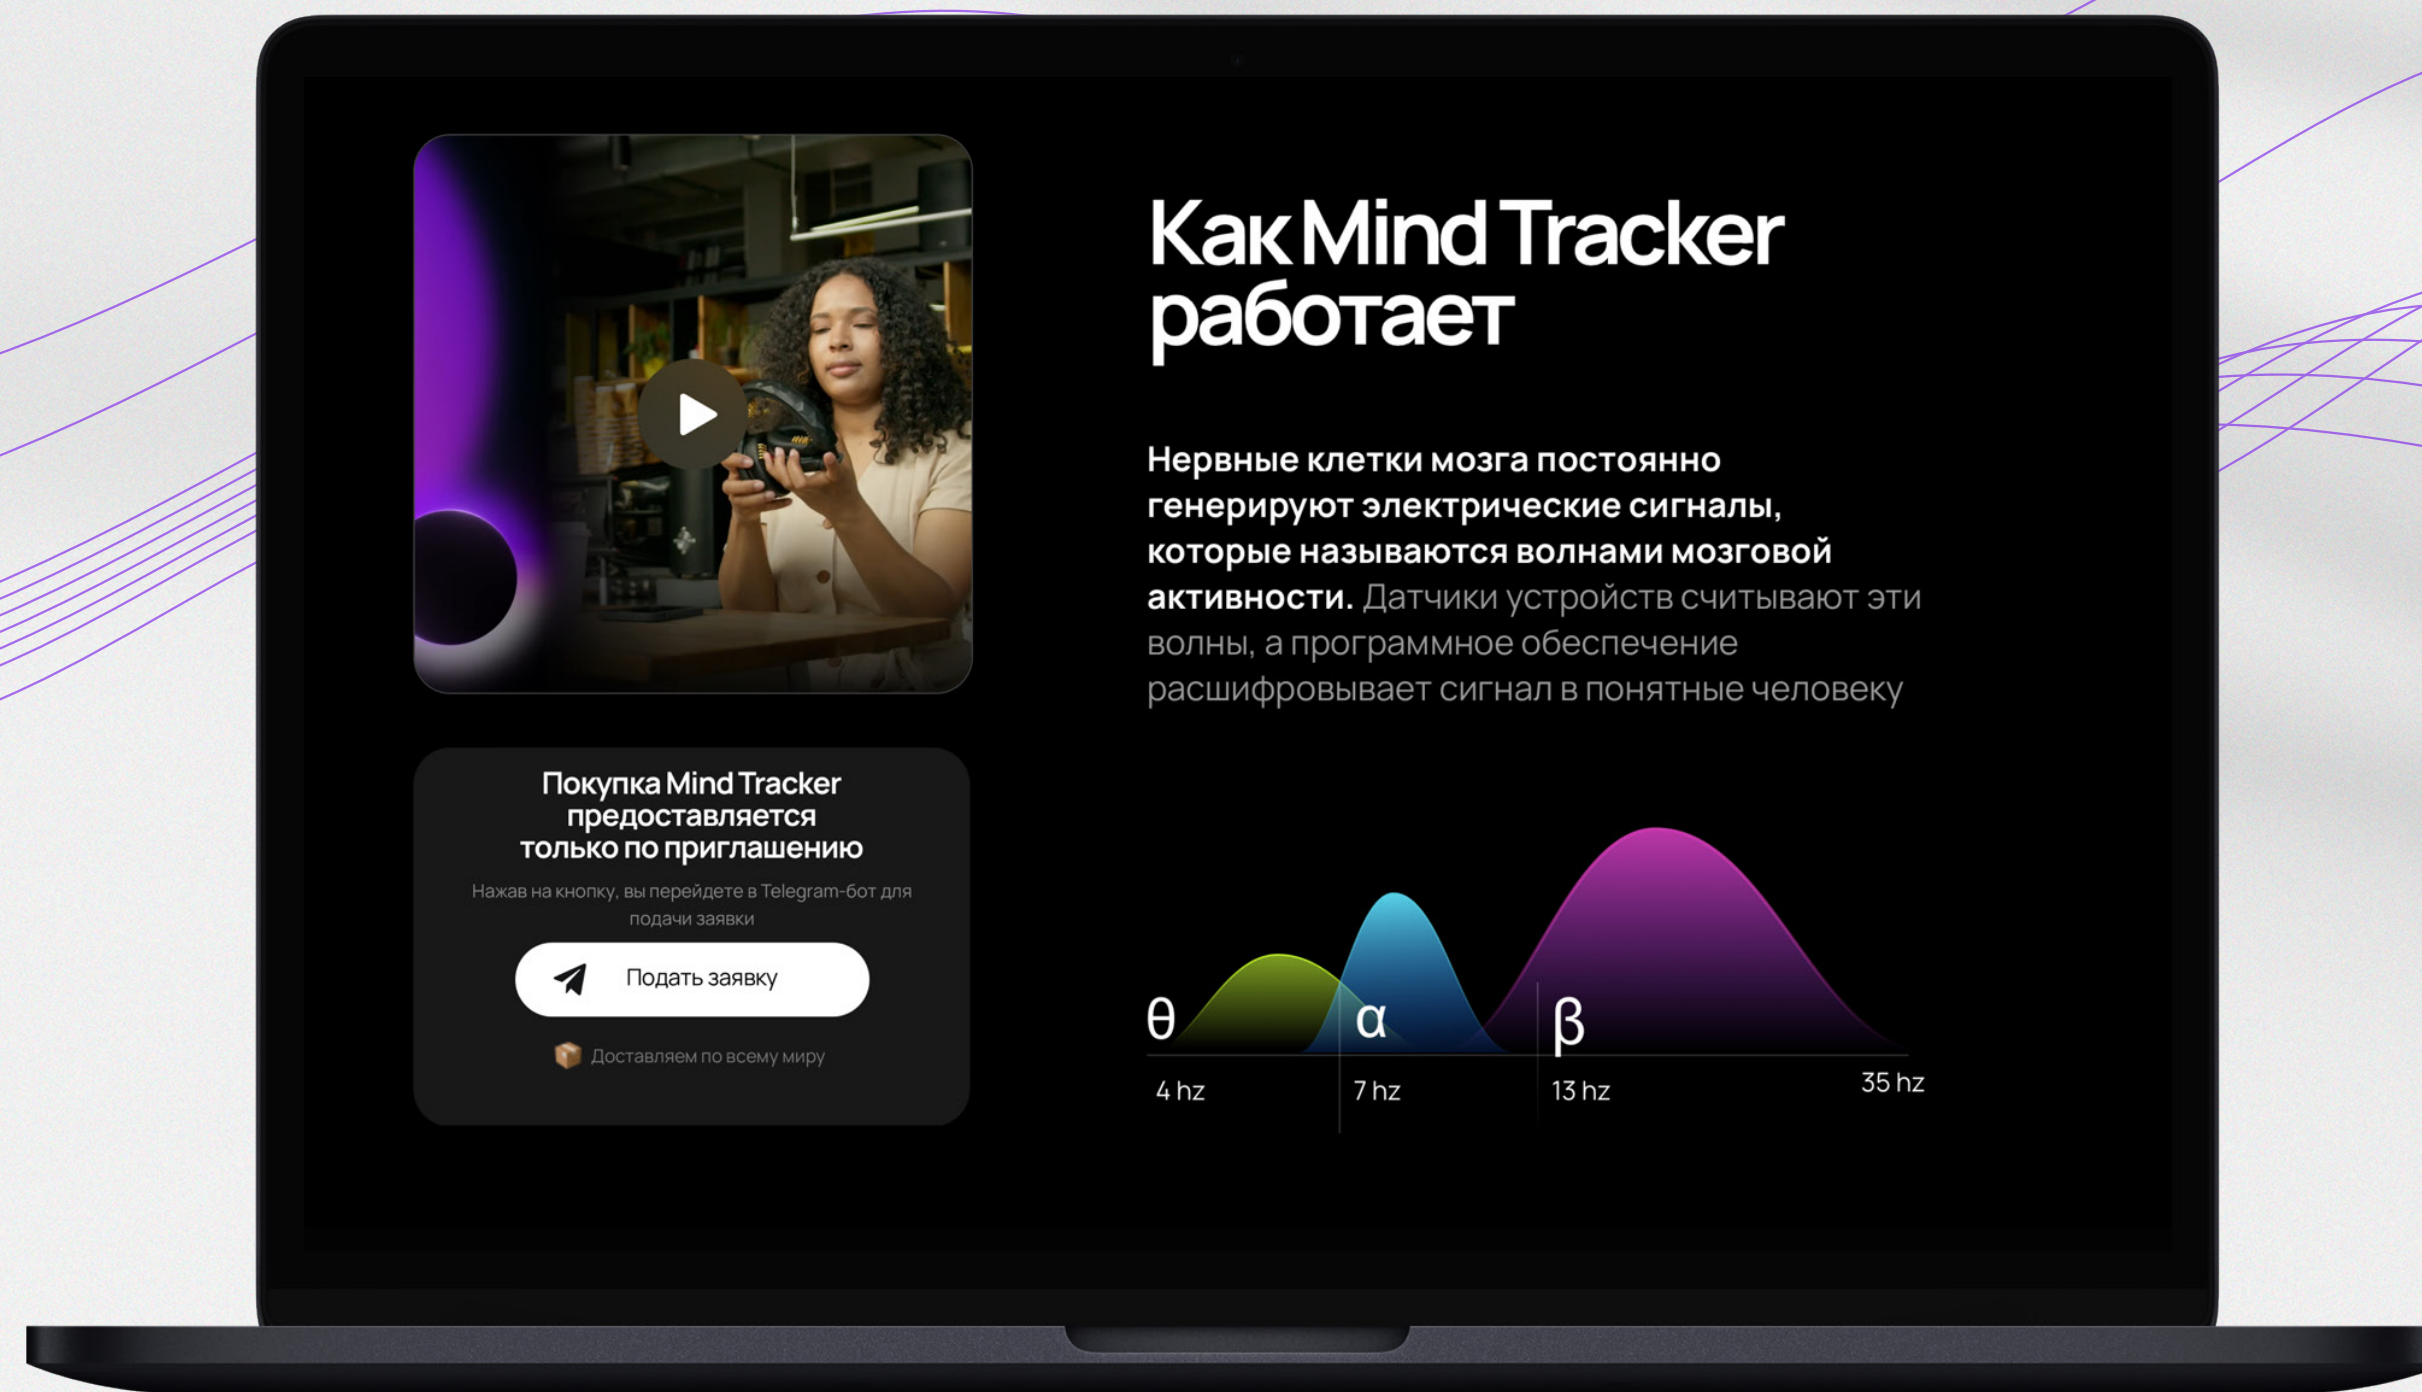 Как Mind Tracker
работает
Нервные клетки мозга постоянно
генерируют электрические сигналы,
которые называются волнами мозговой
активности. Датчики устройств считывают эти
волны, а программное обеспечение
расшифровывает сигнал в понятные человеку
Покупка Mind Tracker
предоставляется
только по приглашению
Нажав на кнопку, вы перейдете в Telegram-бот для
подачи заявки
Подать заявку
Доставляем по всему миру
θ α β
4 hz 7 hz 13 hz 35 hz